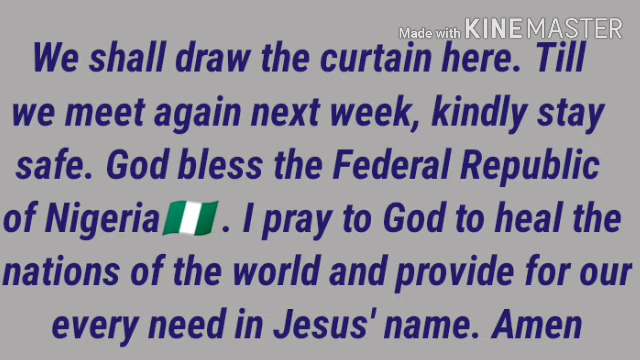 Made with KINEMASTER
We shall draw the curtain here. Till
we meet again next week, kindly stay
safe. God bless the Federal Republic
of Nigeria🇳🇬. I pray to God to heal the
nations of the world and provide for our
every need in Jesus' name. Amen